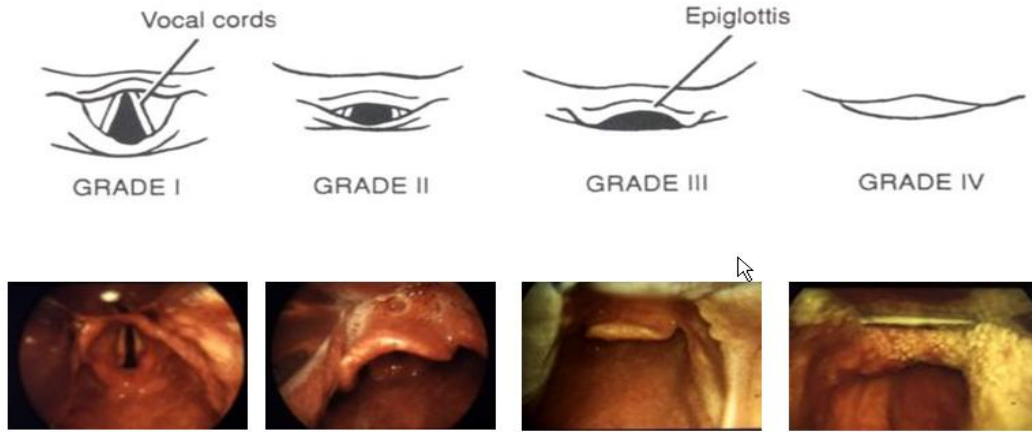 Vocal cords
Epiglottis
GRADE I
GRADE II
GRADE III
GRADE IV